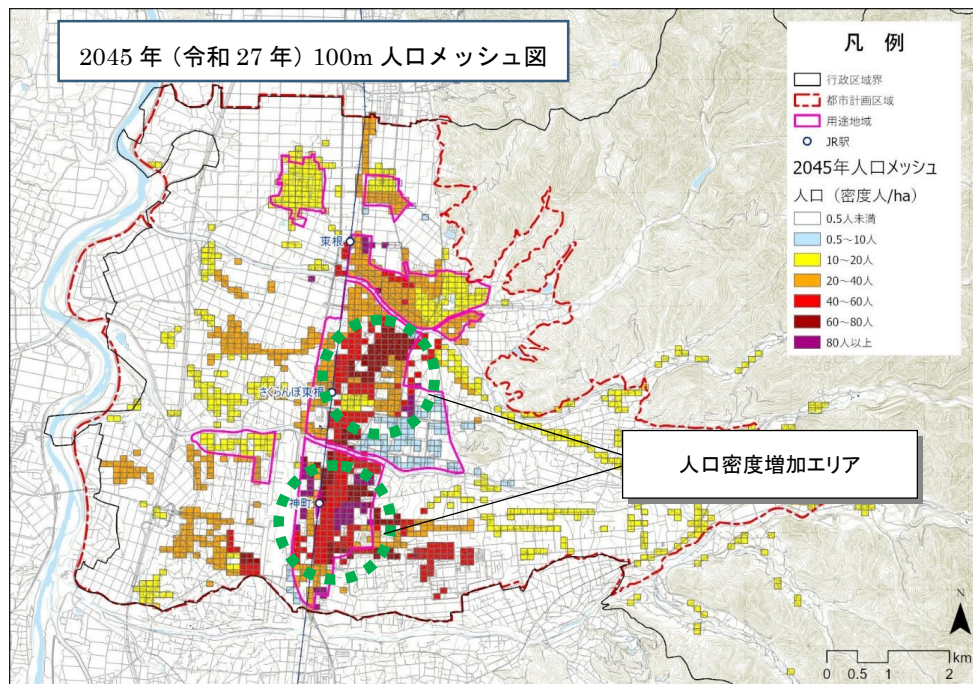 2045 年（令和 27 年）100m 人口メッシュ図
凡　例
行政区域界
都市計画区域
用途地域
JR駅
2045年人口メッシュ
人口（密度人/ha）
0.5人未満
0.5～10人
10～20人
20～40人
40～60人
60～80人
80人以上
東根
さくらんぼ東根
人口密度増加エリア
神町
N
0 0.5 1 2
km